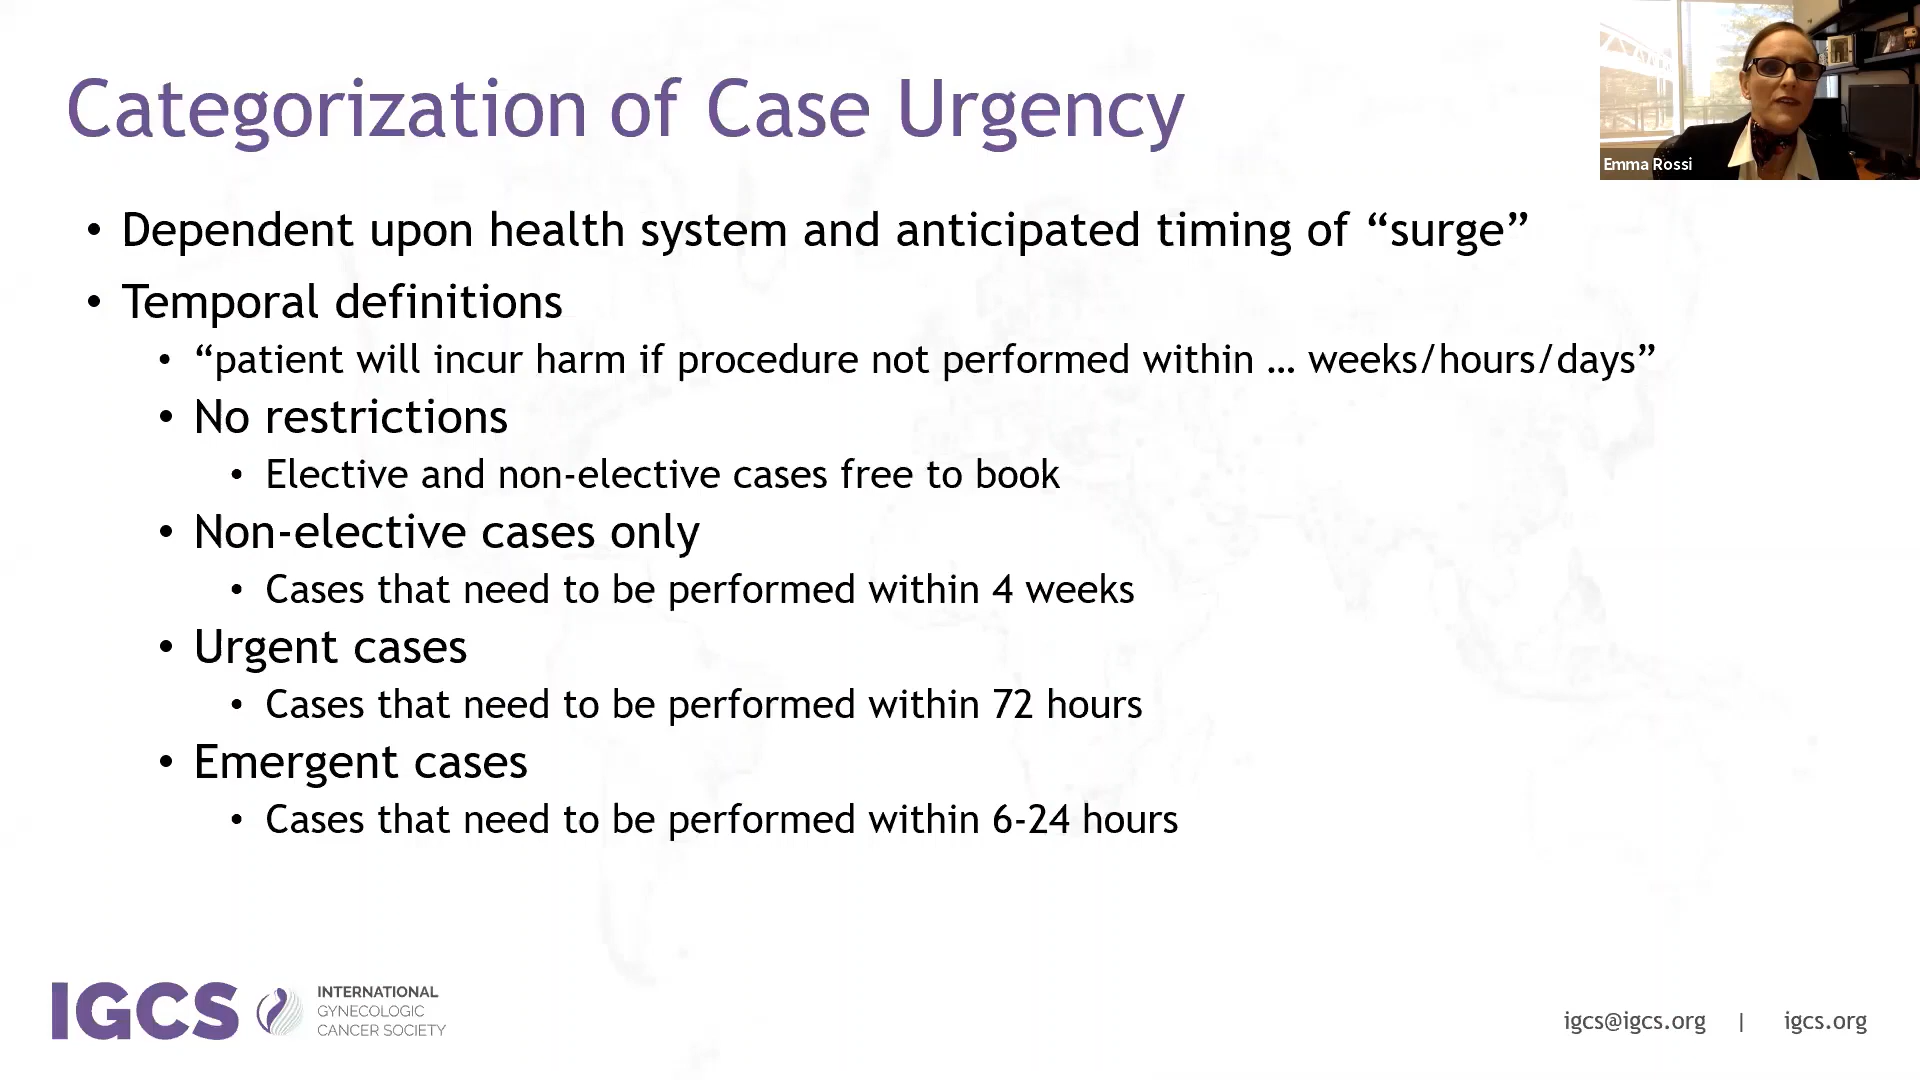 Categorization of Case Urgency
Emma Rossi
• Dependent upon health system and anticipated timing of “surge”
• Temporal definitions
• “patient will incur harm if procedure not performed within … weeks/hours/days”
• No restrictions
• Elective and non-elective cases free to book
• Non-elective cases only
• Cases that need to be performed within 4 weeks
• Urgent cases
• Cases that need to be performed within 72 hours
• Emergent cases
• Cases that need to be performed within 6-24 hours
IGCS
INTERNATIONAL
GYNECOLOGIC
CANCER SOCIETY
igcs@igcs.org | igcs.org